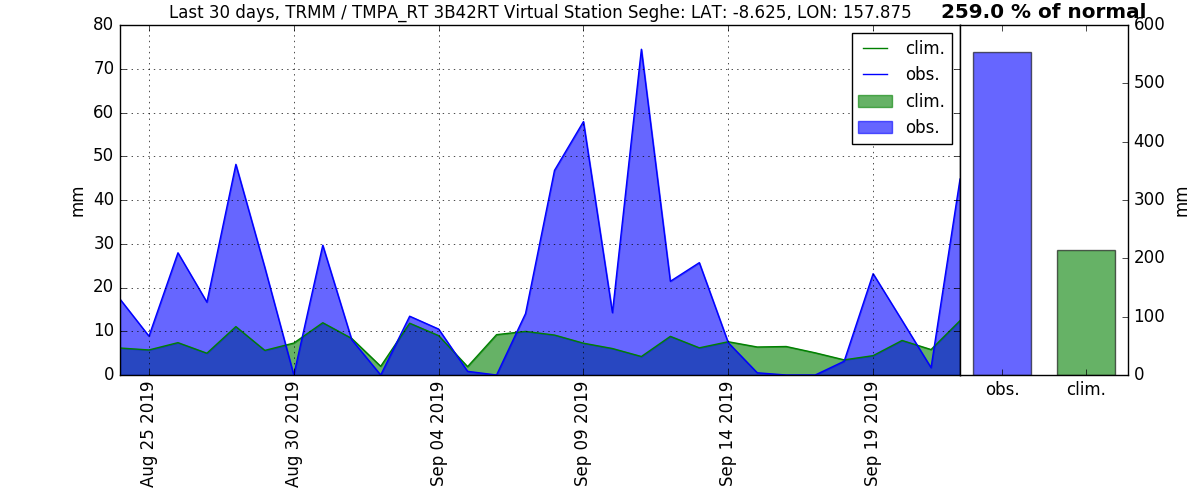 Last 30 days, TRMM / TMPA_RT 3B42RT Virtual Station Seghe: LAT: -8.625, LON: 157.875
259.0 % of normal
80
70
60
50
40
30
20
10
0
mm
clim.
obs.
clim.
obs.
Aug 25 2019
Aug 30 2019
Sep 04 2019
Sep 09 2019
Sep 14 2019
Sep 19 2019
600
500
400
300
200
100
0
mm
obs.
clim.